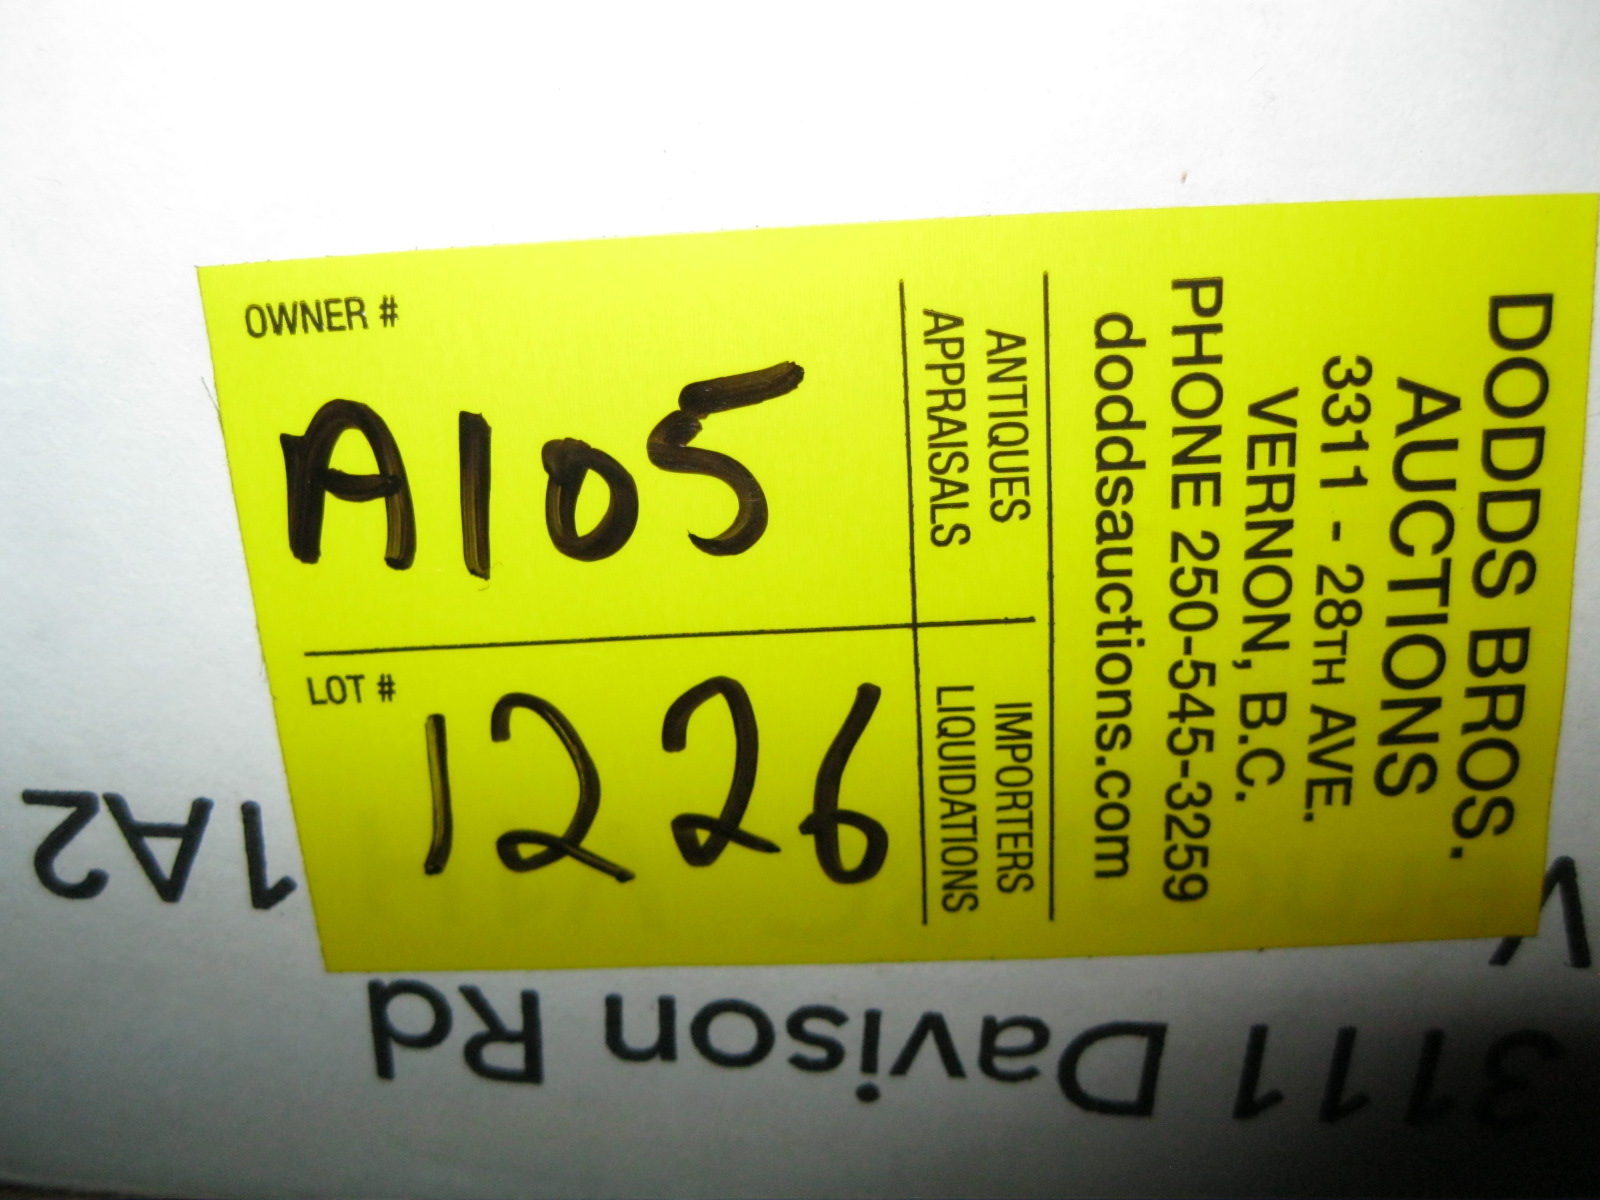 DODDS BROS.
AUCTIONS
3311 - 28TH AVE.
VERNON, B.C.
PHONE 250-545-3259
doddsauctions.com
ANTIQUES
APPRAISALS
IMPORTERS
LIQUIDATIONS
OWNER #
A105
LOT #
1226
3111 Davison Rd
V
1A2